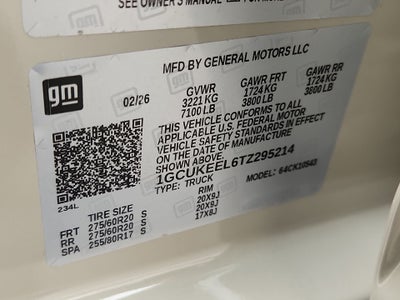 SEE OWNER'S MANUAL
MFD BY GENERAL MOTORS LLC
gm
02/26
GVWR GAWR FRT GAWR RR
3221 KG 1724 KG 1724 KG
7100 LB 3800 LB 3800 LB
THIS VEHICLE CONFORMS TO ALL
APPLICABLE U.S. FEDERAL MOTOR
VEHICLE SAFETY STANDARDS IN EFFECT
ON THE DATE OF MANUFACTURE
SHOWN ABOVE
1GCUKEEL6TZ295214
TYPE: TRUCK MODEL: 64CK10543
234L
TIRE SIZE RIM
FRT 275/60R20 S 20X9J
RR 275/60R20 S 20X9J
SPA 255/80R17 S 17X8J